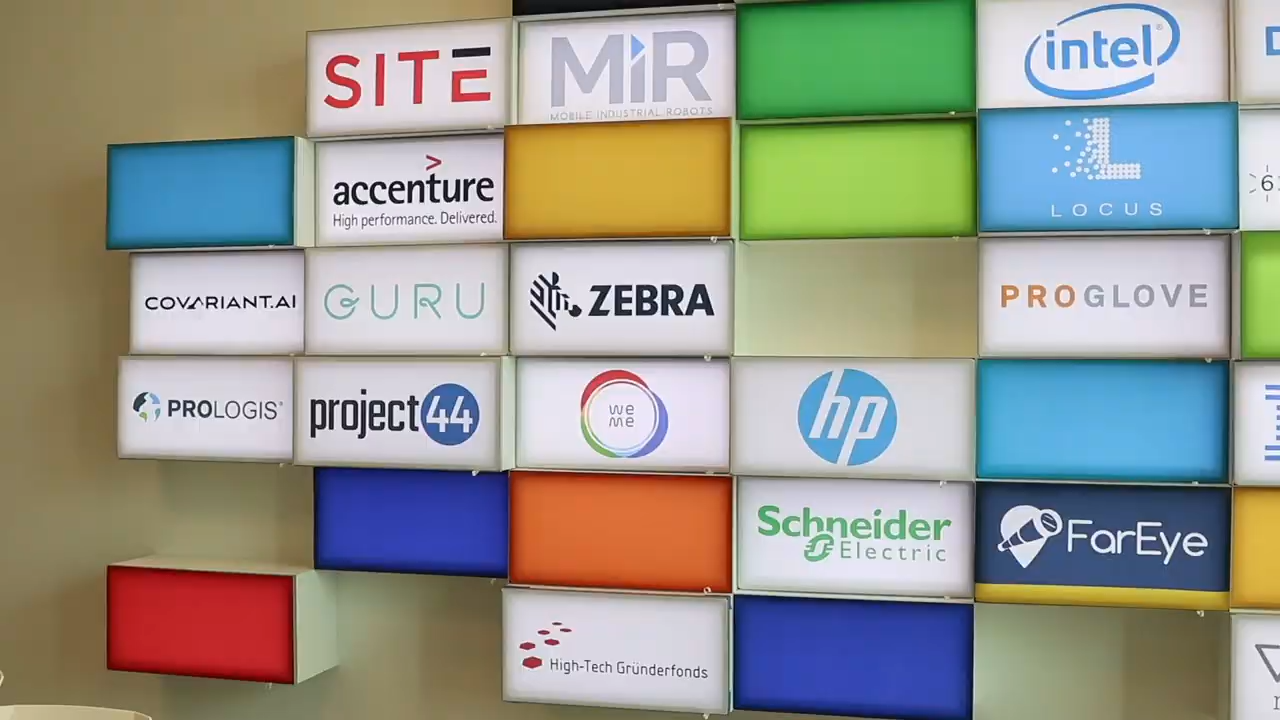 SITE
MiR
MOBILE INDUSTRIAL ROBOTS
intel
accenture
High performance. Delivered.
LOCUS
COVARIANT.AI
GURU
ZEBRA
PROGLOVE
PROLOGIS
project44
we
me
hp
Schneider
Electric
FarEye
High-Tech Gründerfonds